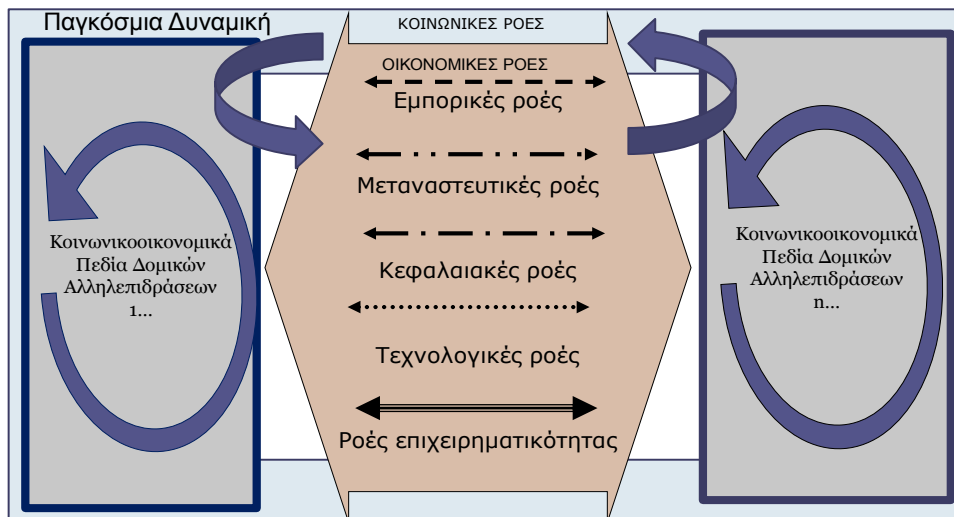 Παγκόσμια Δυναμική
ΚΟΙΝΩΝΙΚΕΣ ΡΟΕΣ
ΟΙΚΟΝΟΜΙΚΕΣ ΡΟΕΣ
Εμπορικές ροές
Μεταναστευτικές ροές
Κεφαλαιακές ροές
Τεχνολογικές ροές
Ροές επιχειρηματικότητας
Κοινωνικοοικονομικά
Πεδία Δομικών
Αλληλεπιδράσεων
1...
Κοινωνικοοικονομικά
Πεδία Δομικών
Αλληλεπιδράσεων
n...